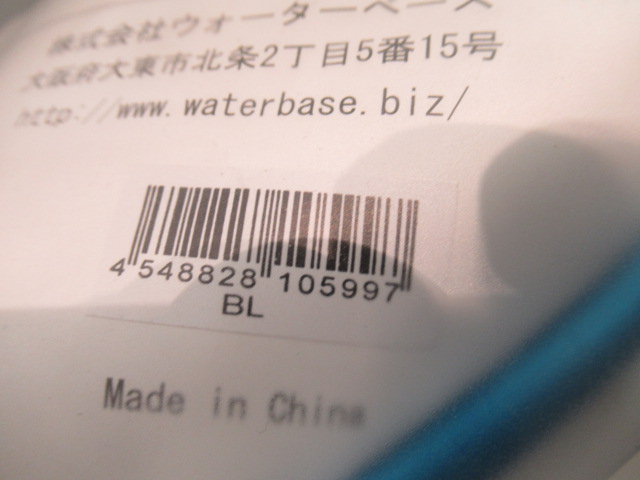 株式会社ウォーターベース
大阪府大東市北条2丁目5番15号
http://www.waterbase.biz/
4 548828 105997
BL
Made in China